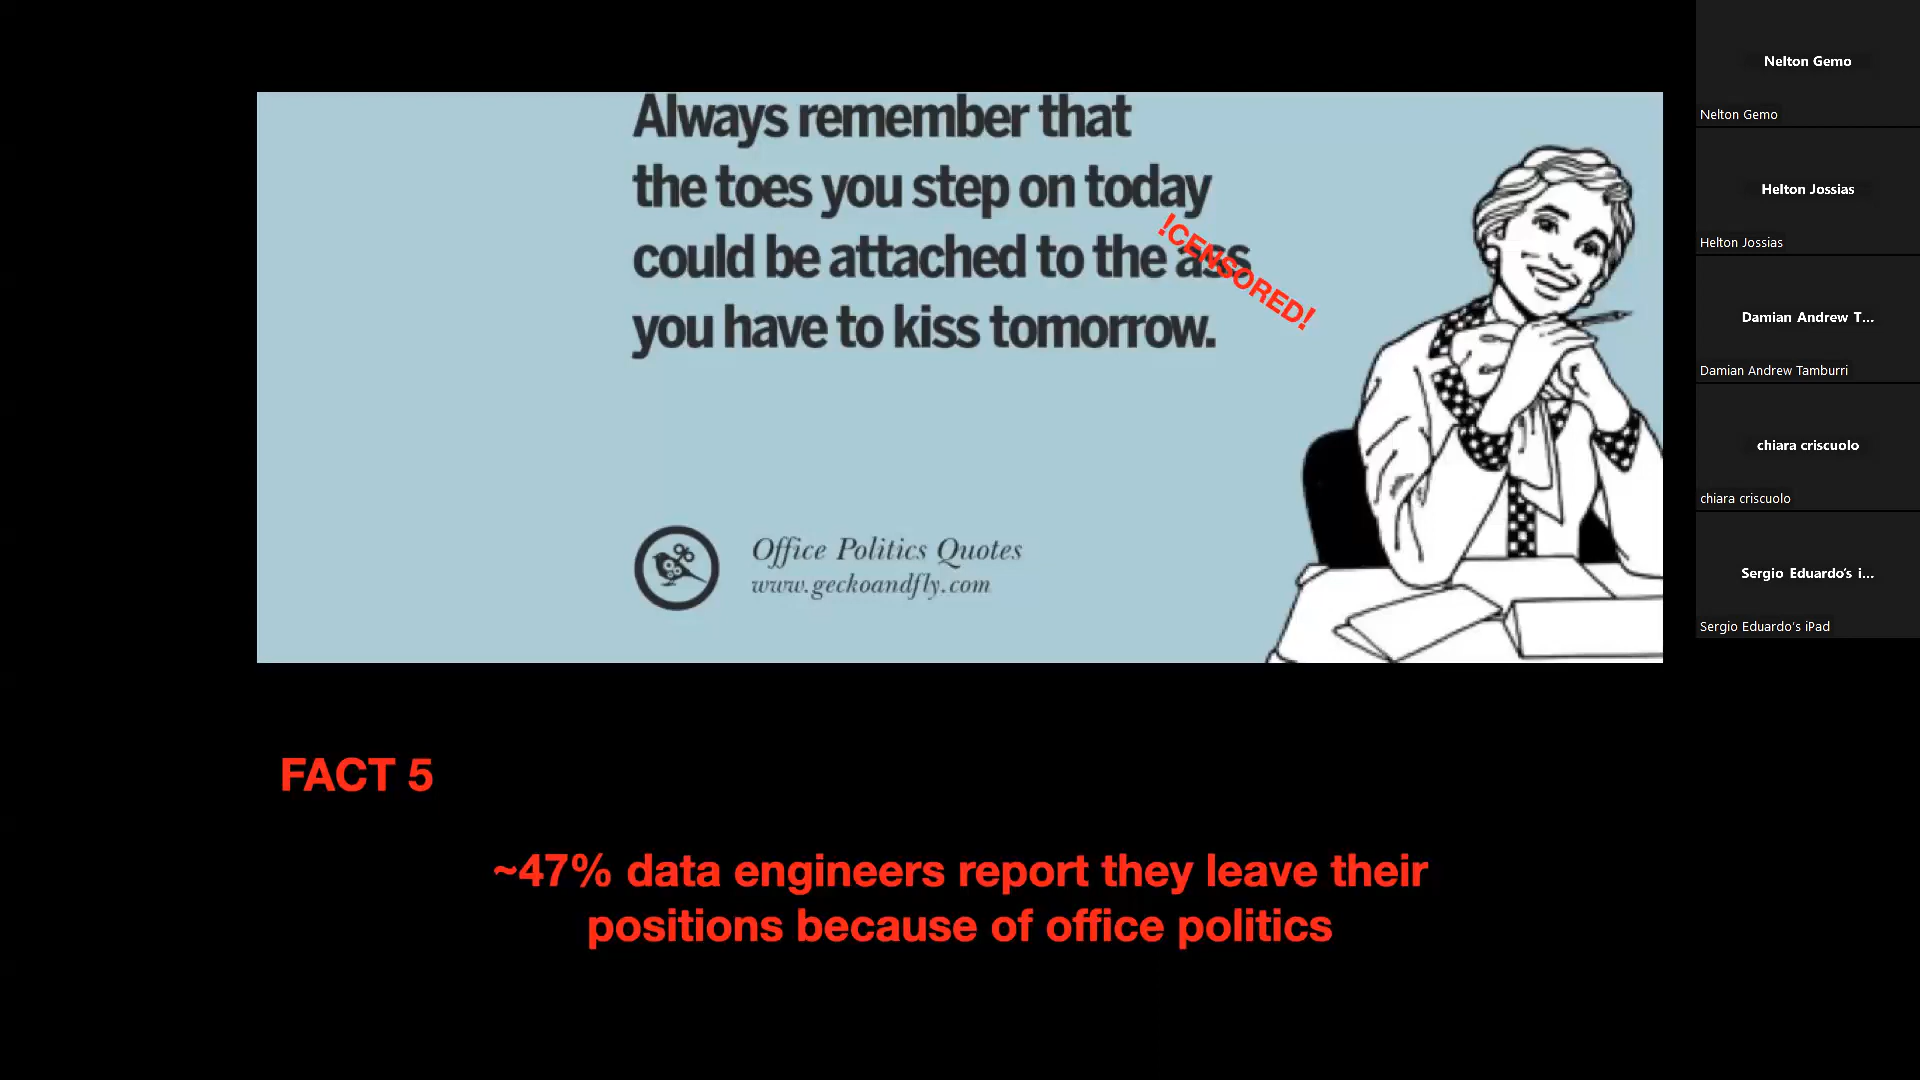 Always remember that
the toes you step on today
could be attached to the ass
!CENSORED!
you have to kiss tomorrow.
Office Politics Quotes
www.geckoandfly.com
FACT 5
~47% data engineers report they leave their
positions because of office politics
Nelton Gemo
Nelton Gemo
Helton Jossias
Helton Jossias
Damian Andrew T...
Damian Andrew Tamburri
chiara criscuolo
chiara criscuolo
Sergio Eduardo's i...
Sergio Eduardo's iPad